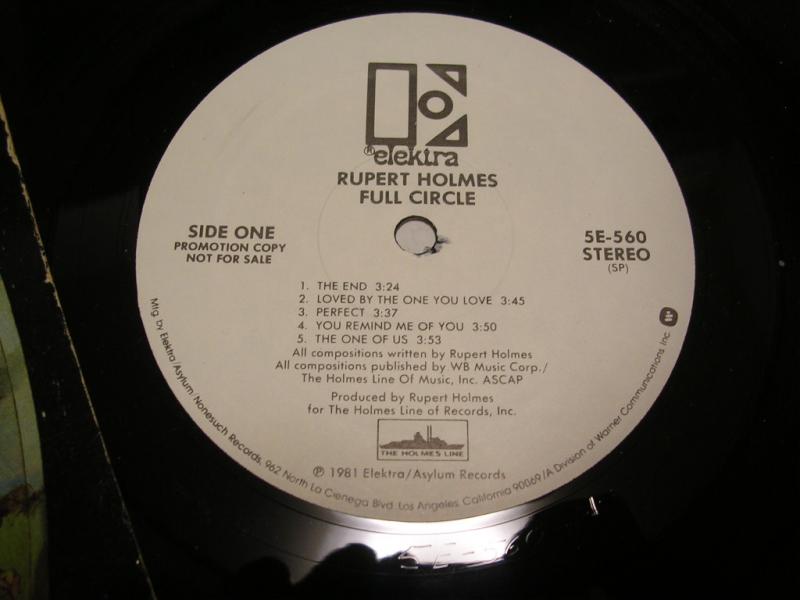 ® elektra
RUPERT HOLMES
FULL CIRCLE
SIDE ONE
PROMOTION COPY
NOT FOR SALE
5E-560
STEREO
(SP)
1. THE END 3:24
2. LOVED BY THE ONE YOU LOVE 3:45
3. PERFECT 3:37
4. YOU REMIND ME OF YOU 3:50
5. THE ONE OF US 3:53
All compositions written by Rupert Holmes
All compositions published by WB Music Corp./
The Holmes Line Of Music, Inc. ASCAP
Produced by Rupert Holmes
for The Holmes Line of Records, Inc.
THE HOLMES LINE
℗ 1981 Elektra/Asylum Records
Mfg. by Elektra/Asylum/Nonesuch Records, 962 North La Cienega Blvd. Los Angeles, California 90069/A Division of Warner Communications Inc.